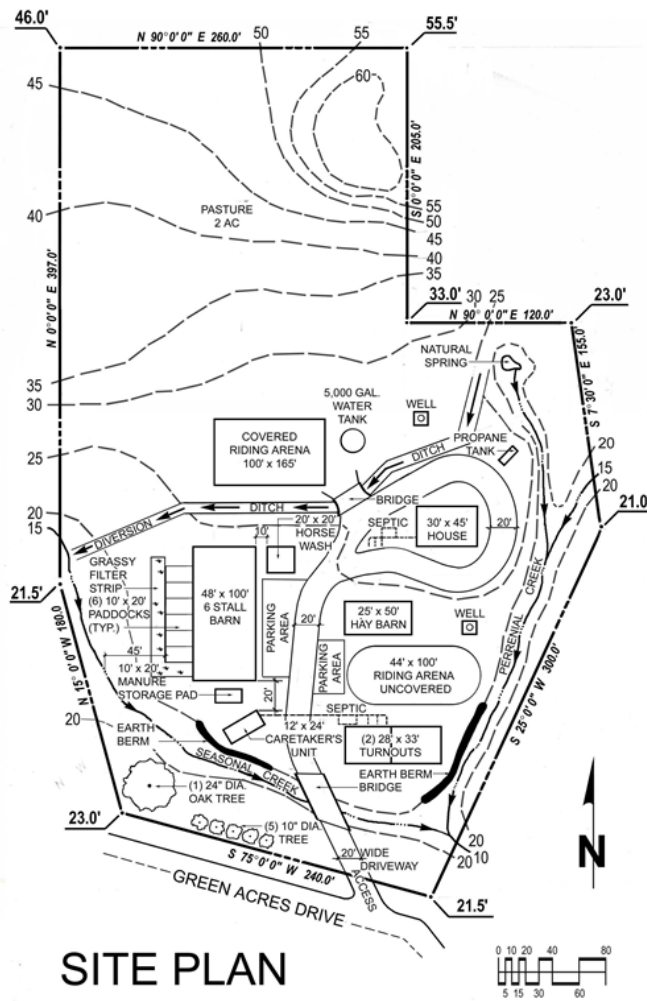 46.0'
N 90° 0' 0" E 260.0'
50
55
55.5'
45
60
S 0° 0' 0" E 205.0'
40
PASTURE
2 AC
55
50
45
40
35
N 0° 0' 0" E 397.0'
33.0'
30
25
N 90° 0' 0" E 120.0'
23.0'
NATURAL
SPRING
S 7° 30' 0" E 155.0'
35
30
5,000 GAL.
WATER
TANK
WELL
COVERED
RIDING ARENA
100' x 165'
DITCH
PROPANE
TANK
25
20
15
20
BRIDGE
20
15
DIVERSION
DITCH
20' x 20'
HORSE
WASH
10'
SEPTIC
30' x 45'
HOUSE
20'
21.0'
GRASSY
FILTER
STRIP
(6) 10' x 20'
PADDOCKS
(TYP.)
48' x 100'
6 STALL
BARN
21.5'
PARKING
AREA
20'
25' x 50'
HAY BARN
WELL
PERRENIAL
CREEK
N 15° 0' 0" W 180.0
45'
10' x 20'
MANURE
STORAGE PAD
20'
PARKING
AREA
44' x 100'
RIDING ARENA
UNCOVERED
S 25° 0' 0" W 300.0'
SEPTIC
20
EARTH
BERM
12' x 24'
CARETAKER'S
UNIT
(2) 28' x 33'
TURNOUTS
N W
SEASONAL
CREEK
EARTH BERM
BRIDGE
(1) 24" DIA.
OAK TREE
23.0'
(5) 10" DIA.
TREE
20
20
10
S 75° 0' 0" W 240.0'
20' WIDE
DRIVEWAY
ACCESS
GREEN ACRES DRIVE
21.5'
N
SITE PLAN
0 10 20 40 80
5 15 30 60